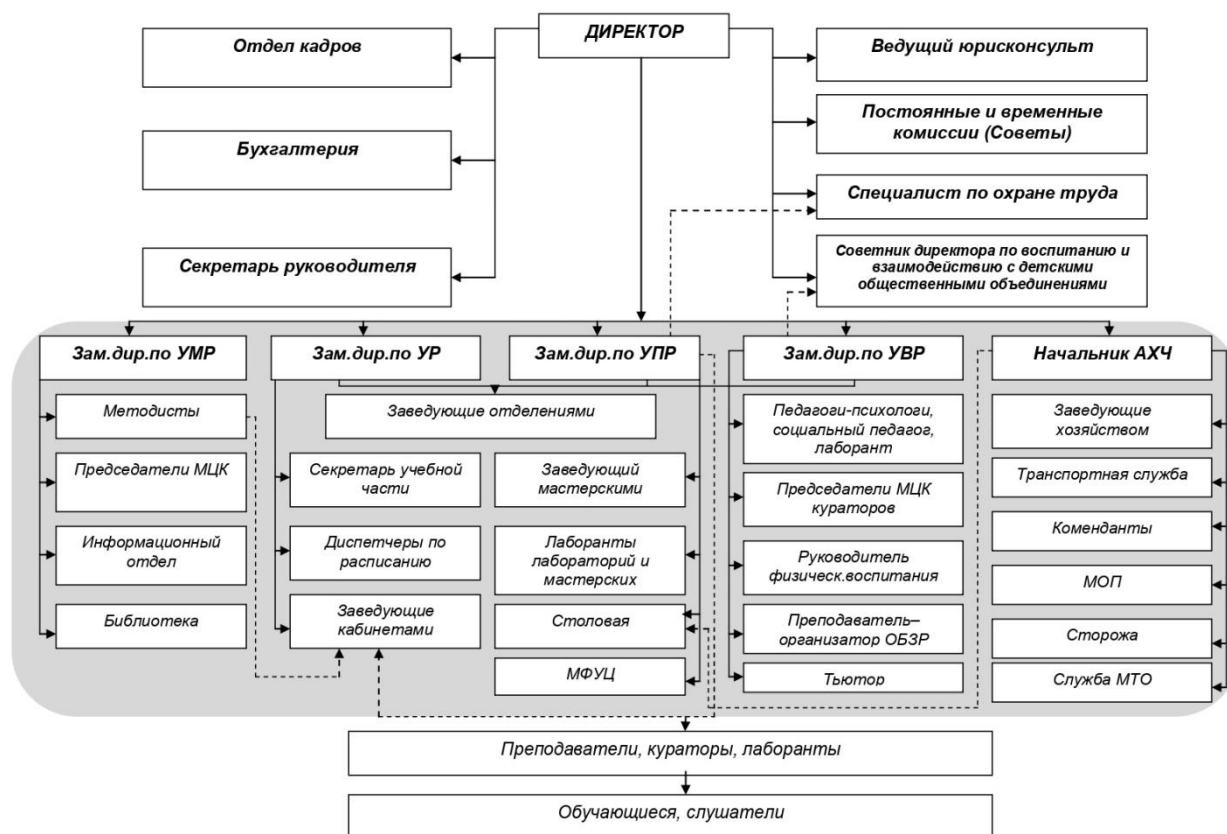 ДИРЕКТОР
Отдел кадров
Бухгалтерия
Секретарь руководителя
Ведущий юрисконсульт
Постоянные и временные
комиссии (Советы)
Специалист по охране труда
Советник директора по воспитанию и
взаимодействию с детскими
общественными объединениями
Зам.дир.по УМР
Зам.дир.по УР
Зам.дир.по УПР
Зам.дир.по УВР
Начальник АХЧ
Методисты
Председатели МЦК
Информационный
отдел
Библиотека
Заведующие отделениями
Секретарь учебной
части
Диспетчеры по
расписанию
Заведующие
кабинетами
Заведующий
мастерскими
Лаборанты
лабораторий и
мастерских
Столовая
МФУЦ
Педагоги-психологи,
социальный педагог,
лаборант
Председатели МЦК
кураторов
Руководитель
физическ.воспитания
Преподаватель–
организатор ОБЗР
Тьютор
Заведующие
хозяйством
Транспортная служба
Коменданты
МОП
Сторожа
Служба МТО
Преподаватели, кураторы, лаборанты
Обучающиеся, слушатели